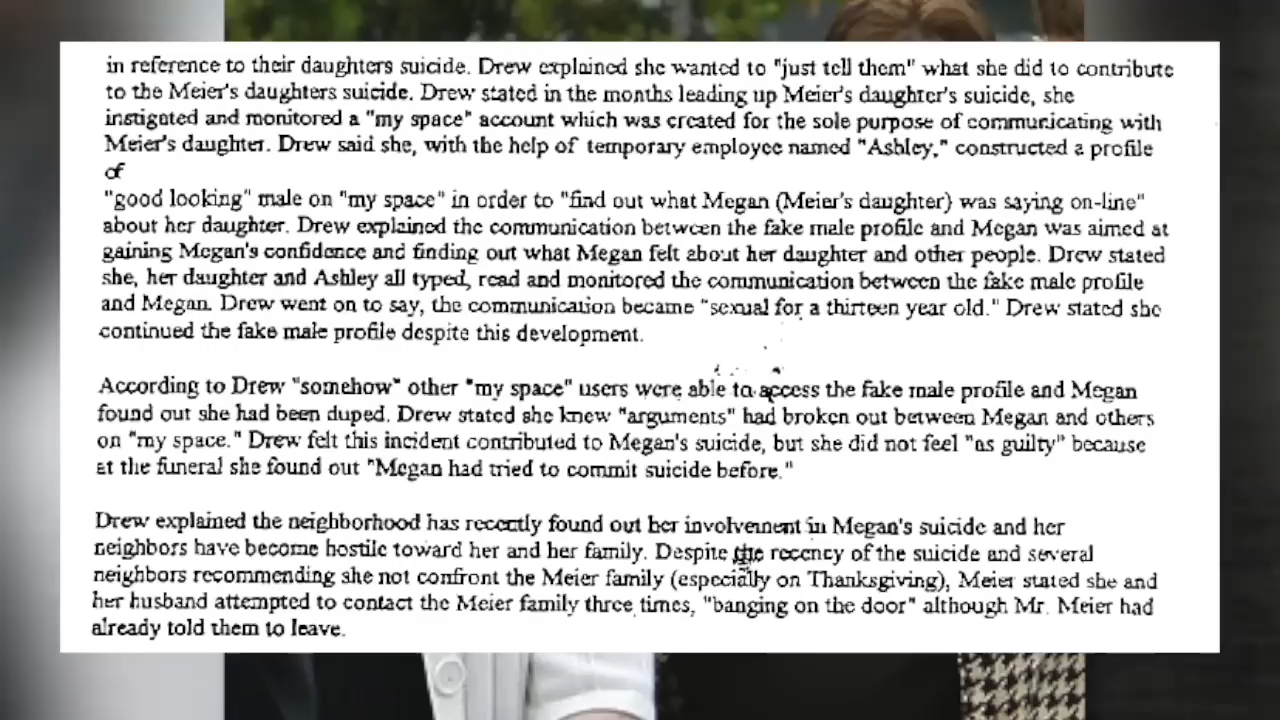 in reference to their daughters suicide. Drew explained she wanted to "just tell them" what she did to contribute
to the Meier's daughters suicide. Drew stated in the months leading up Meier's daughter's suicide, she
instigated and monitored a "my space" account which was created for the sole purpose of communicating with
Meier's daughter. Drew said she, with the help of temporary employee named "Ashley," constructed a profile
of
"good looking" male on "my space" in order to "find out what Megan (Meier's daughter) was saying on-line"
about her daughter. Drew explained the communication between the fake male profile and Megan was aimed at
gaining Megan's confidence and finding out what Megan felt about her daughter and other people. Drew stated
she, her daughter and Ashley all typed, read and monitored the communication between the fake male profile
and Megan. Drew went on to say, the communication became "sexual for a thirteen year old." Drew stated she
continued the fake male profile despite this development.
According to Drew "somehow" other "my space" users were able to access the fake male profile and Megan
found out she had been duped. Drew stated she knew "arguments" had broken out between Megan and others
on "my space." Drew felt this incident contributed to Megan's suicide, but she did not feel "as guilty" because
at the funeral she found out "Megan had tried to commit suicide before."
Drew explained the neighborhood has recently found out her involvement in Megan's suicide and her
neighbors have become hostile toward her and her family. Despite the recency of the suicide and several
neighbors recommending she not confront the Meier family (especially on Thanksgiving), Meier stated she and
her husband attempted to contact the Meier family three times, "banging on the door" although Mr. Meier had
already told them to leave.